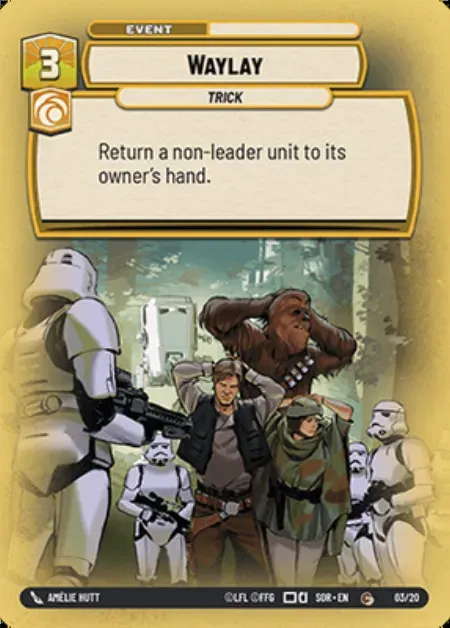 EVENT
3
WAYLAY
TRICK
Return a non-leader unit to its
owner's hand.
AMÉLIE HUTT ©LFL ©FFG SOR • EN C 03/20